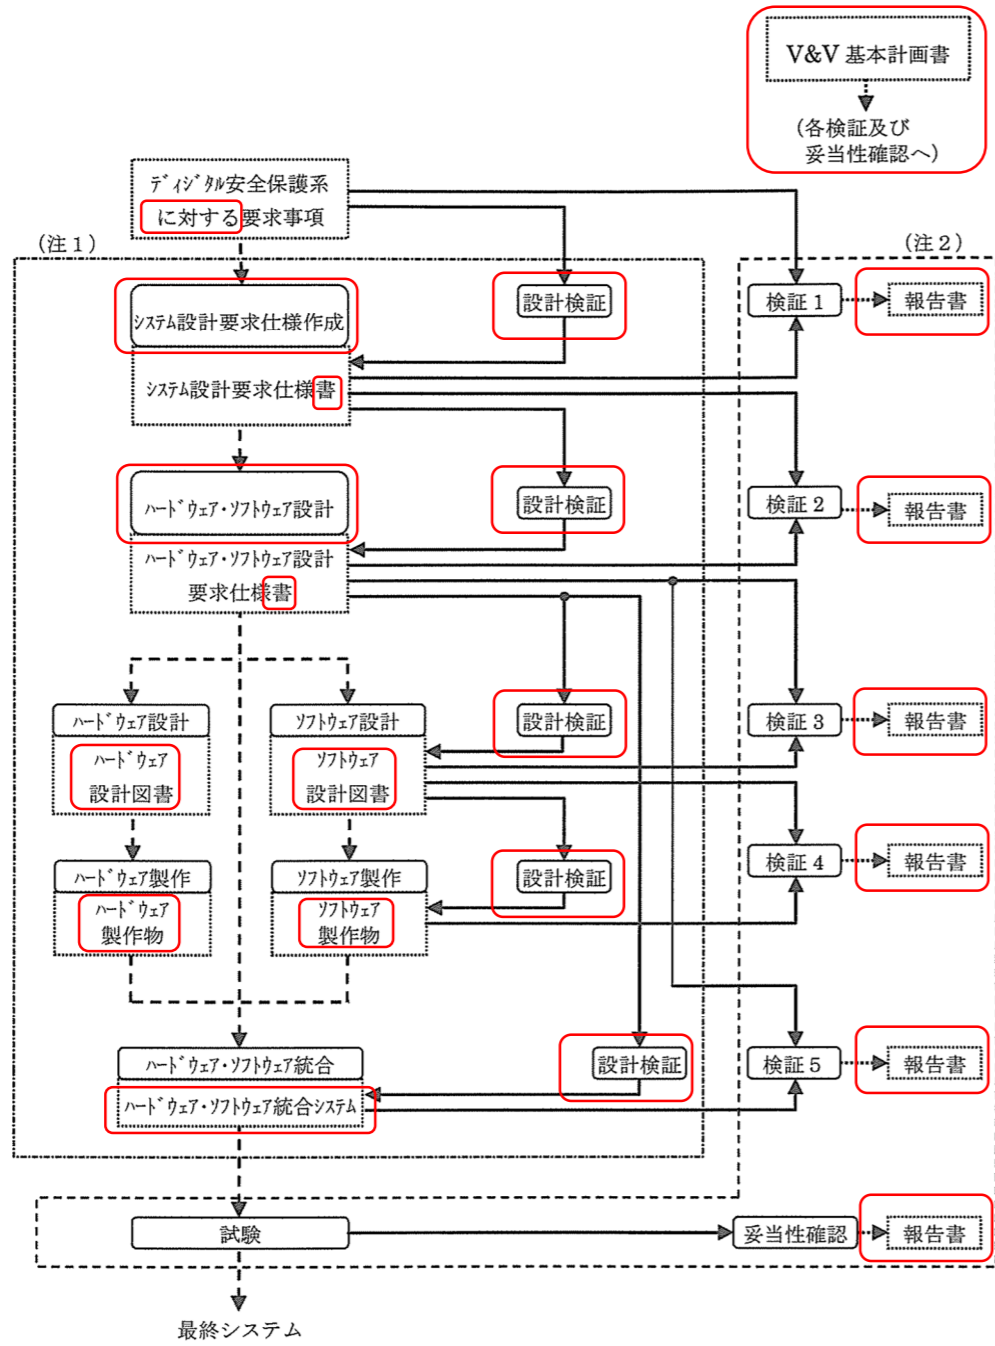 V&V 基本計画書
(各検証及び
妥当性確認へ)
ﾃﾞｨｼﾞﾀﾙ安全保護系
に対する要求事項
(注1)
(注2)
設計検証
検証1
報告書
ｼｽﾃﾑ設計要求仕様作成
ｼｽﾃﾑ設計要求仕様書
設計検証
検証2
報告書
ﾊｰﾄﾞｳｪｱ・ｿﾌﾄｳｪｱ設計
ﾊｰﾄﾞｳｪｱ・ｿﾌﾄｳｪｱ設計
要求仕様書
ﾊｰﾄﾞｳｪｱ設計
ｿﾌﾄｳｪｱ設計
設計検証
検証3
報告書
ﾊｰﾄﾞｳｪｱ
設計図書
ｿﾌﾄｳｪｱ
設計図書
ﾊｰﾄﾞｳｪｱ製作
ｿﾌﾄｳｪｱ製作
設計検証
検証4
報告書
ﾊｰﾄﾞｳｪｱ
製作物
ｿﾌﾄｳｪｱ
製作物
ﾊｰﾄﾞｳｪｱ・ｿﾌﾄｳｪｱ統合
設計検証
検証5
報告書
ﾊｰﾄﾞｳｪｱ・ｿﾌﾄｳｪｱ統合ｼｽﾃﾑ
試験
妥当性確認
報告書
最終システム